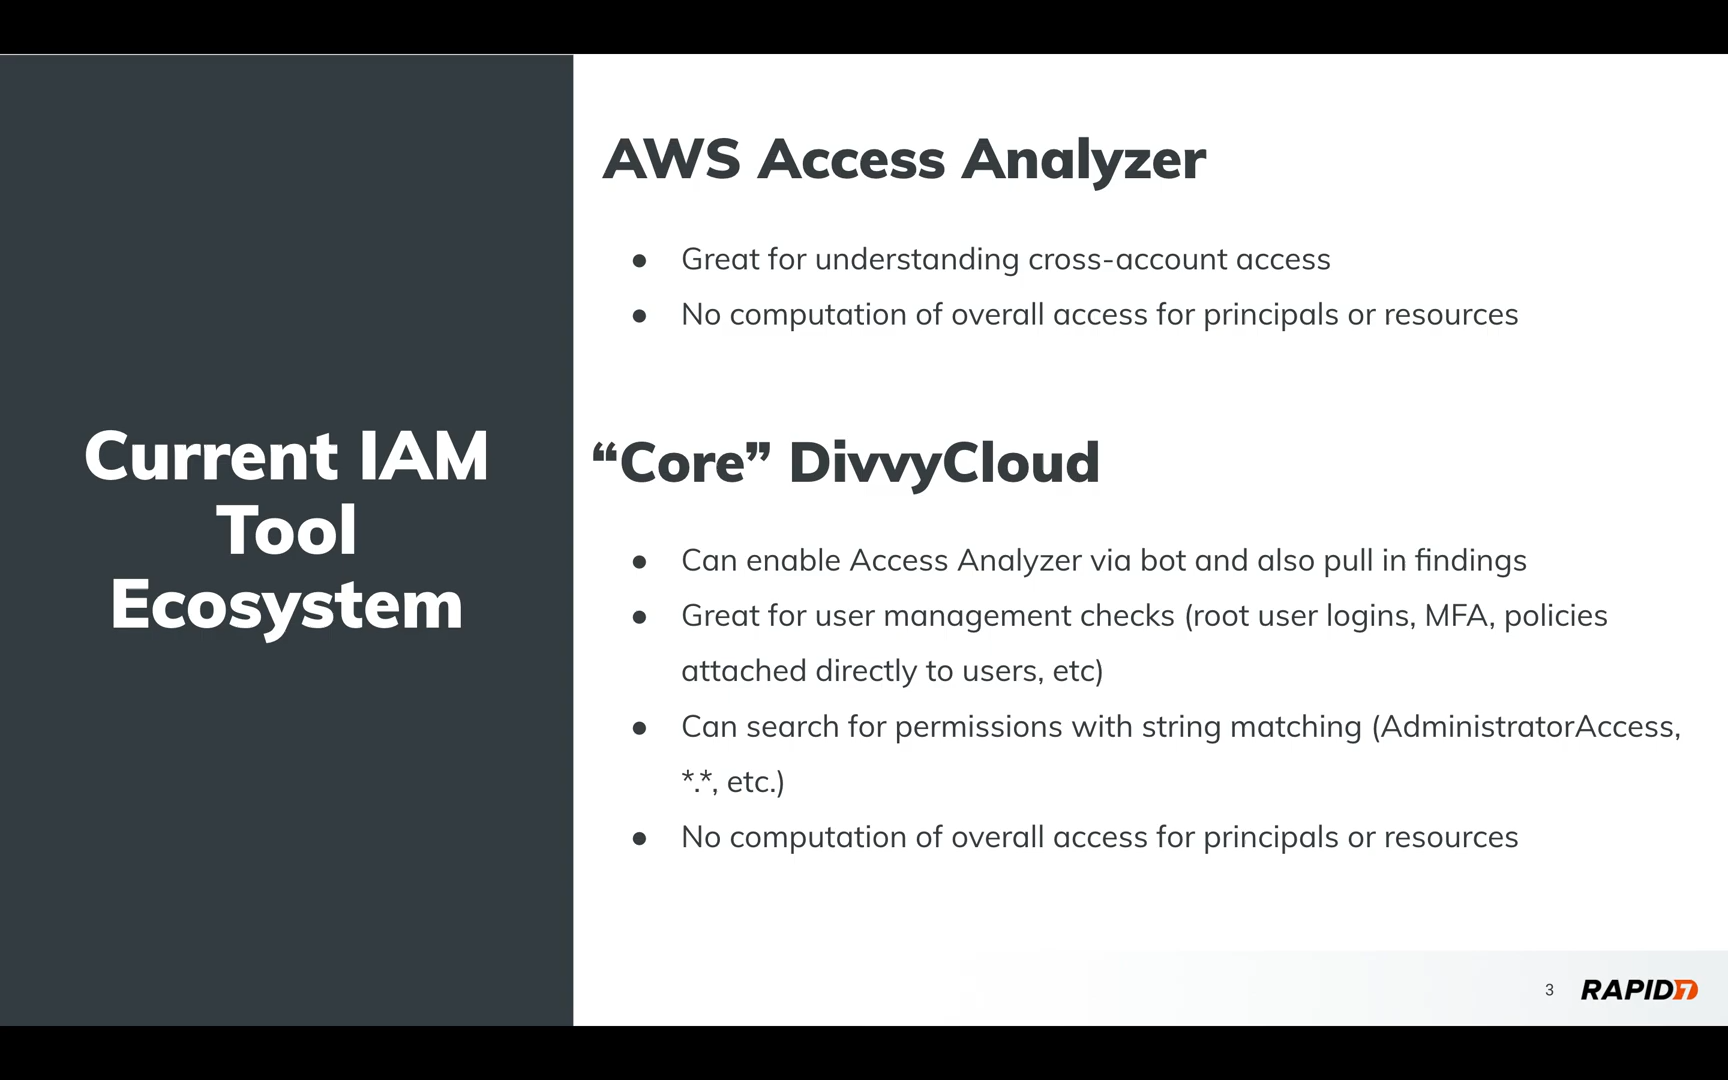 Current IAM
Tool
Ecosystem
AWS Access Analyzer
● Great for understanding cross-account access
● No computation of overall access for principals or resources
“Core” DivvyCloud
● Can enable Access Analyzer via bot and also pull in findings
● Great for user management checks (root user logins, MFA, policies
attached directly to users, etc)
● Can search for permissions with string matching (AdministratorAccess,
*.*, etc.)
● No computation of overall access for principals or resources
3 RAPID7